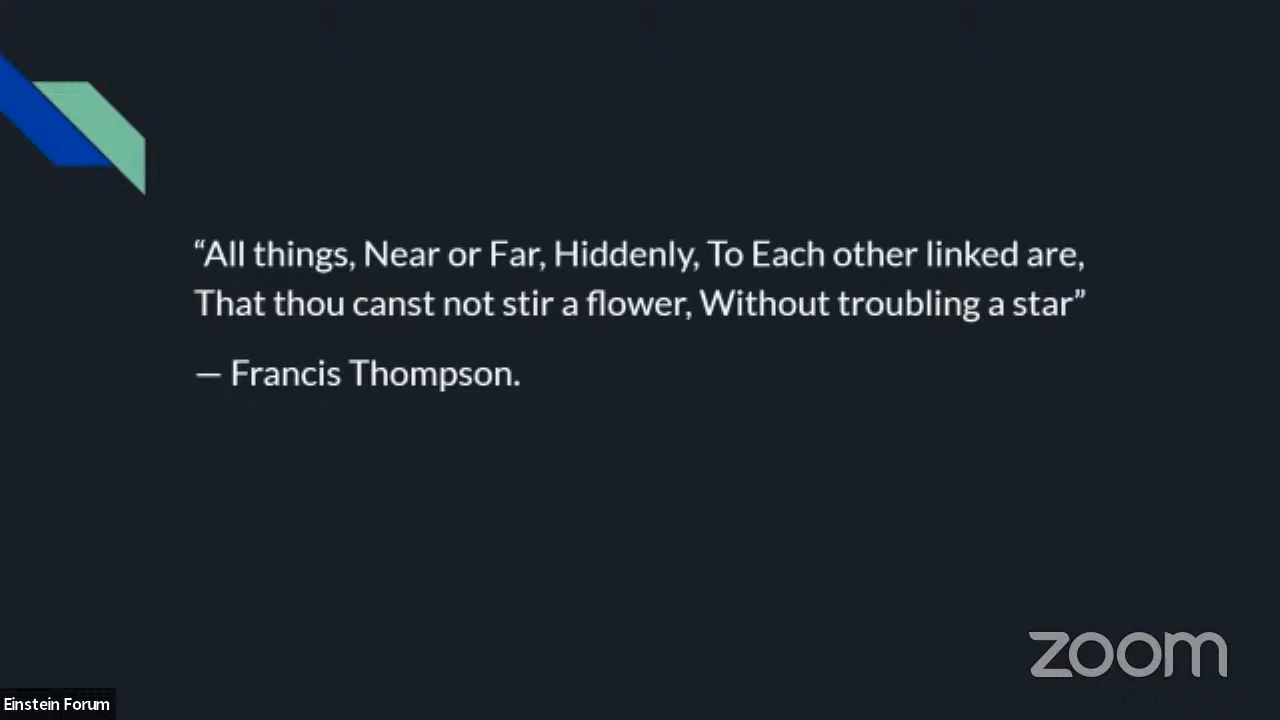 “All things, Near or Far, Hiddenly, To Each other linked are,
That thou canst not stir a flower, Without troubling a star”
— Francis Thompson.
zoom
Einstein Forum